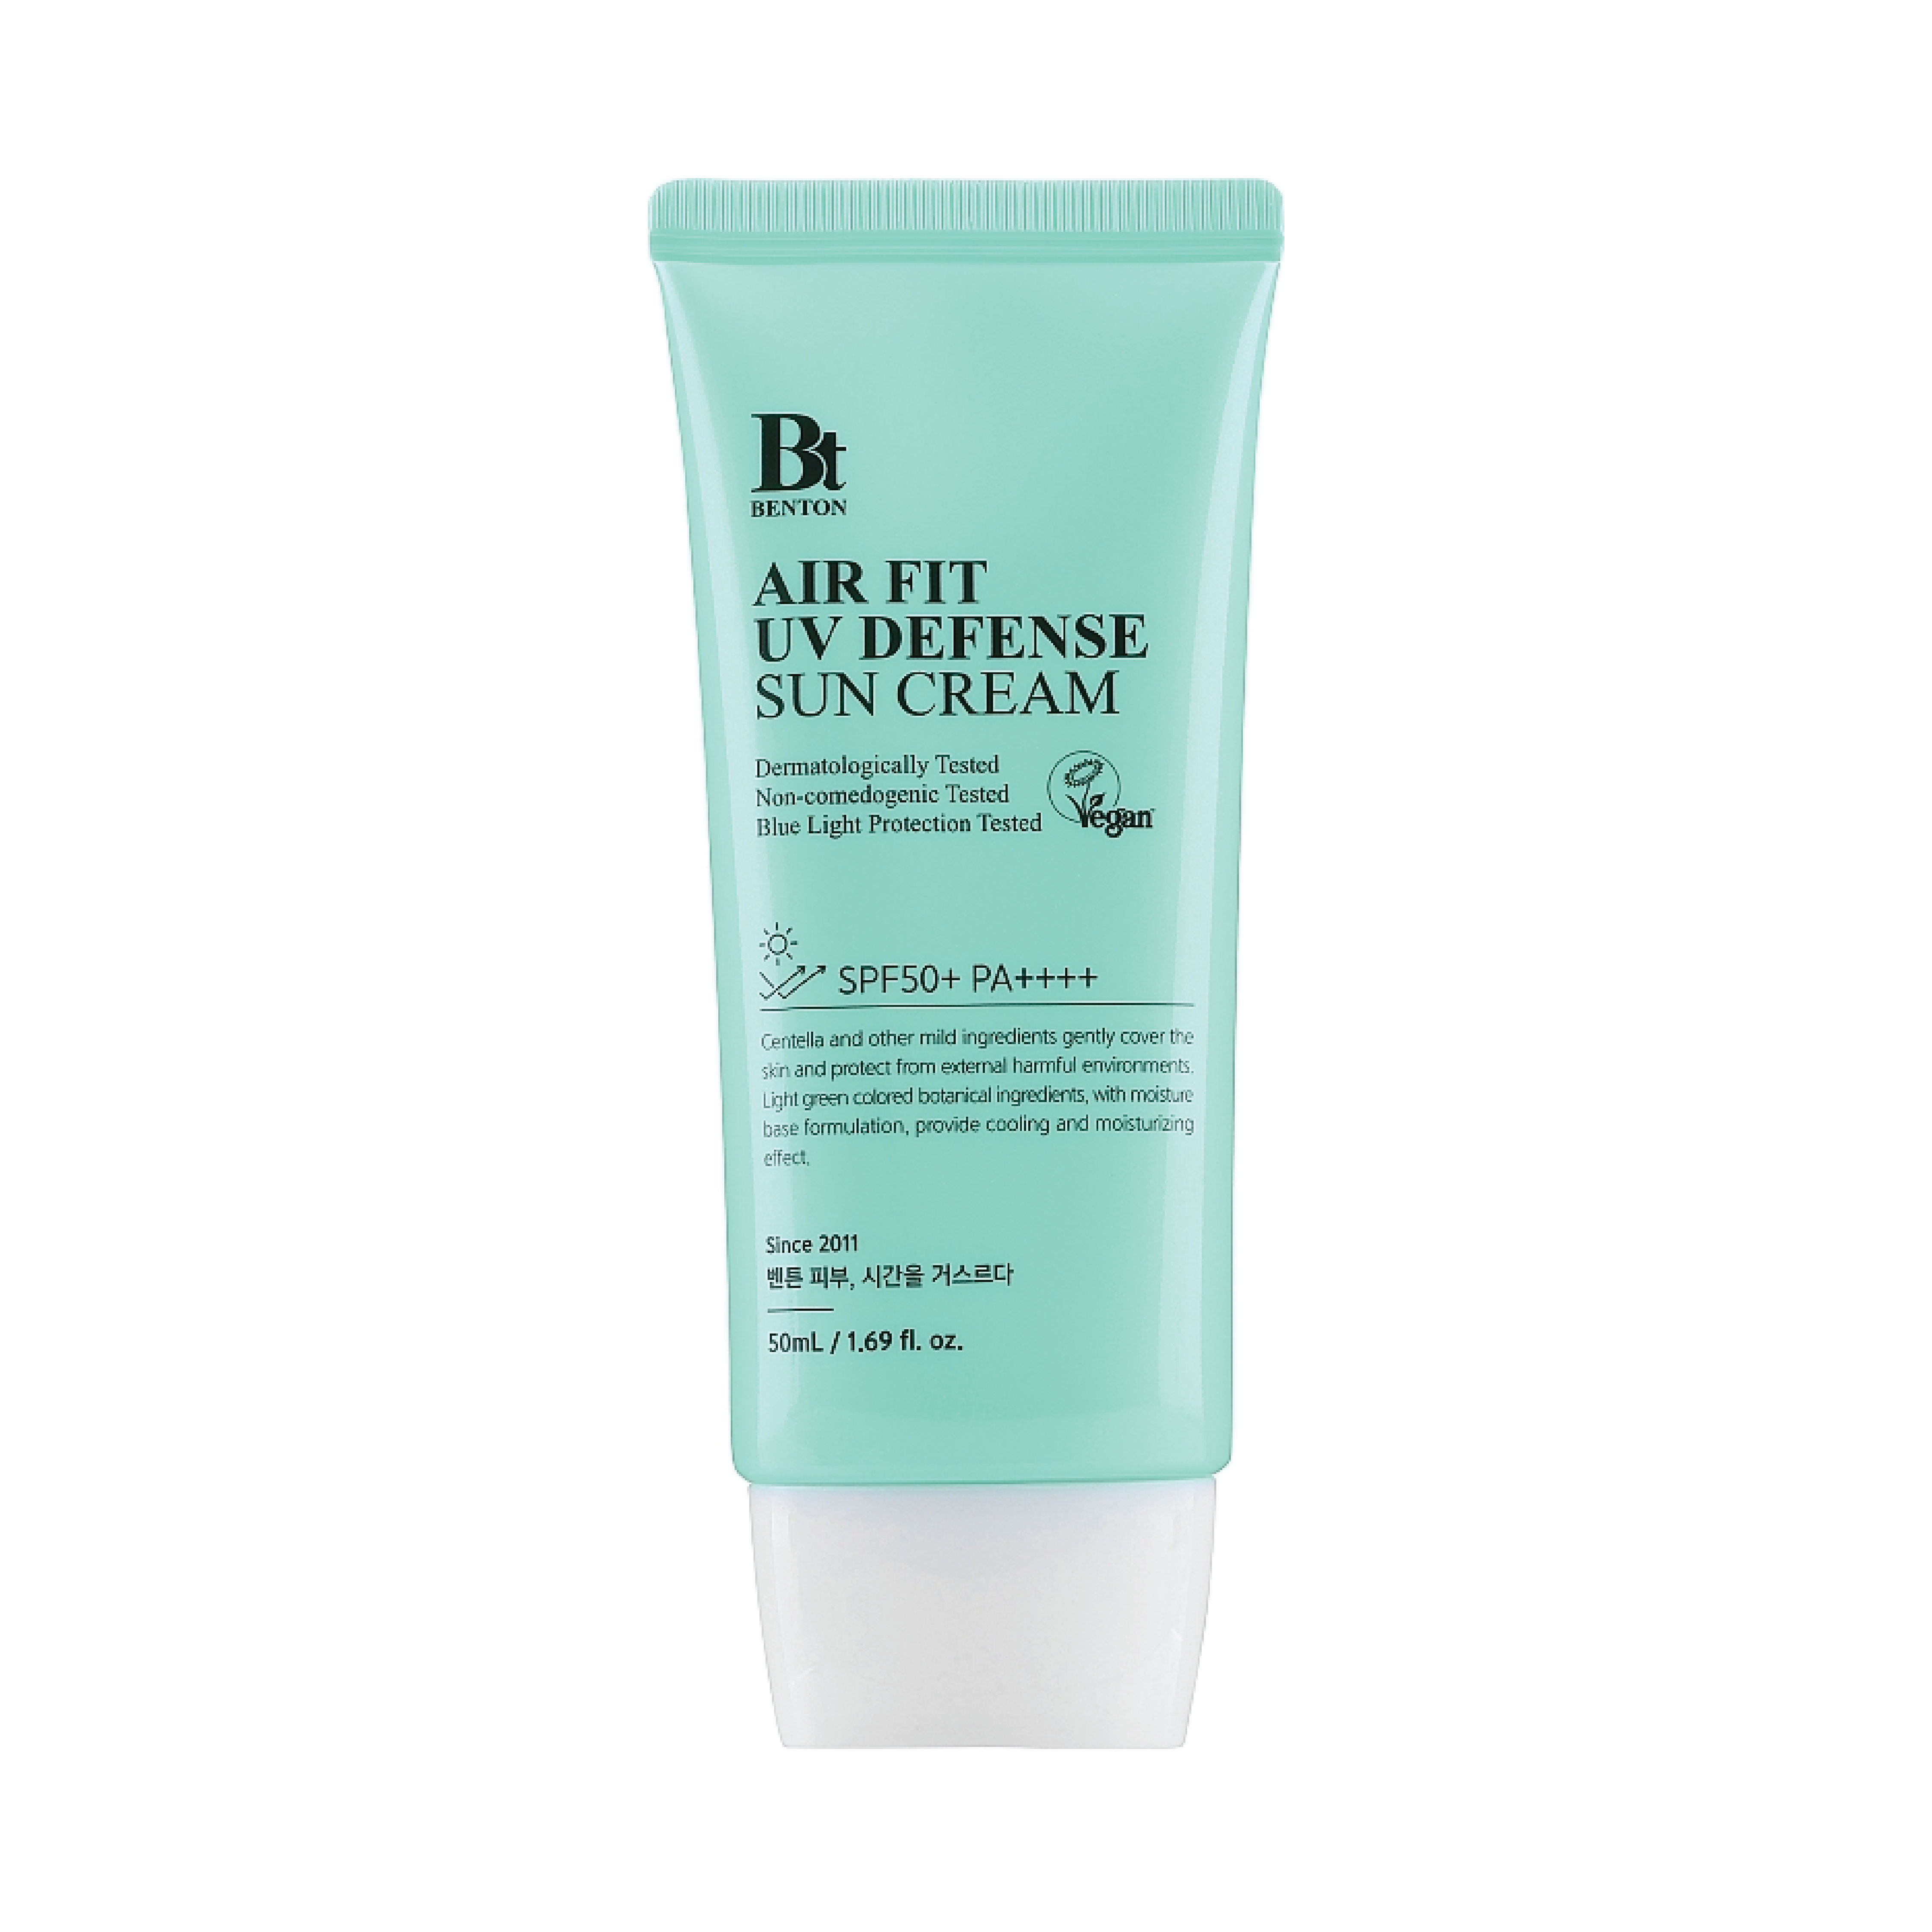 Bt
BENTON
AIR FIT
UV DEFENSE
SUN CREAM
Dermatologically Tested
Non-comedogenic Tested
Blue Light Protection Tested
Vegan
SPF50+ PA++++
Centella and other mild ingredients gently cover the
skin and protect from external harmful environments.
Light green colored botanical ingredients, with moisture
base formulation, provide cooling and moisturizing
effect.
Since 2011
벤튼 피부, 시간을 거스르다
50mL / 1.69 fl. oz.